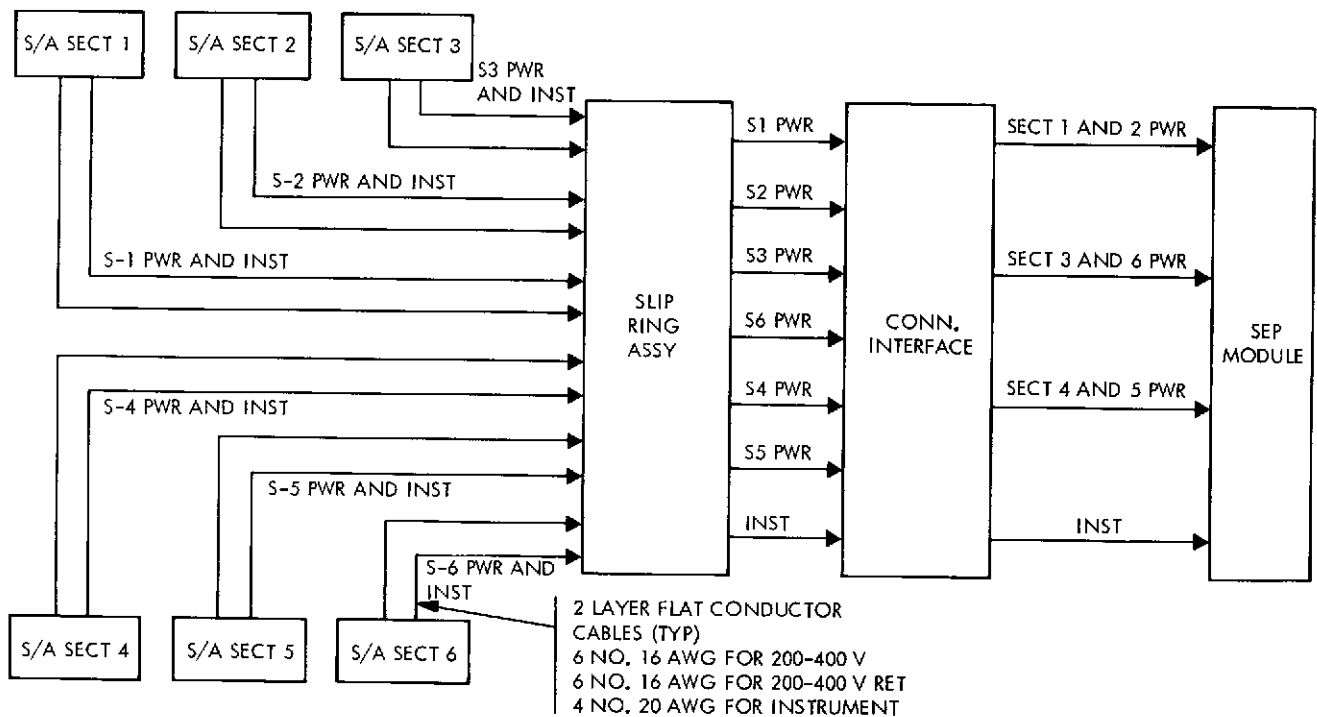 S/A SECT 1
S/A SECT 2
S/A SECT 3
S3 PWR
AND INST
S-2 PWR AND INST
S-1 PWR AND INST
S-4 PWR AND INST
S-5 PWR AND INST
S-6 PWR AND
INST
S/A SECT 4
S/A SECT 5
S/A SECT 6
2 LAYER FLAT CONDUCTOR
CABLES (TYP)
6 NO. 16 AWG FOR 200-400 V
6 NO. 16 AWG FOR 200-400 V RET
4 NO. 20 AWG FOR INSTRUMENT
SLIP
RING
ASSY
S1 PWR
S2 PWR
S3 PWR
S6 PWR
S4 PWR
S5 PWR
INST
CONN.
INTERFACE
SECT 1 AND 2 PWR
SECT 3 AND 6 PWR
SECT 4 AND 5 PWR
INST
SEP
MODULE